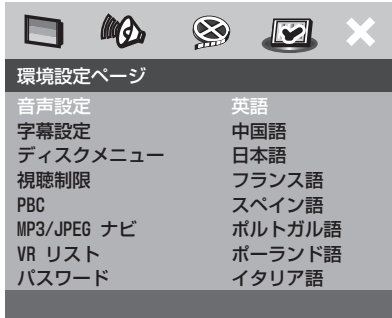 環境設定ページ
音声設定 英語
字幕設定 中国語
ディスクメニュー 日本語
視聴制限 フランス語
PBC スペイン語
MP3/JPEG ナビ ポルトガル語
VR リスト ポーランド語
パスワード イタリア語